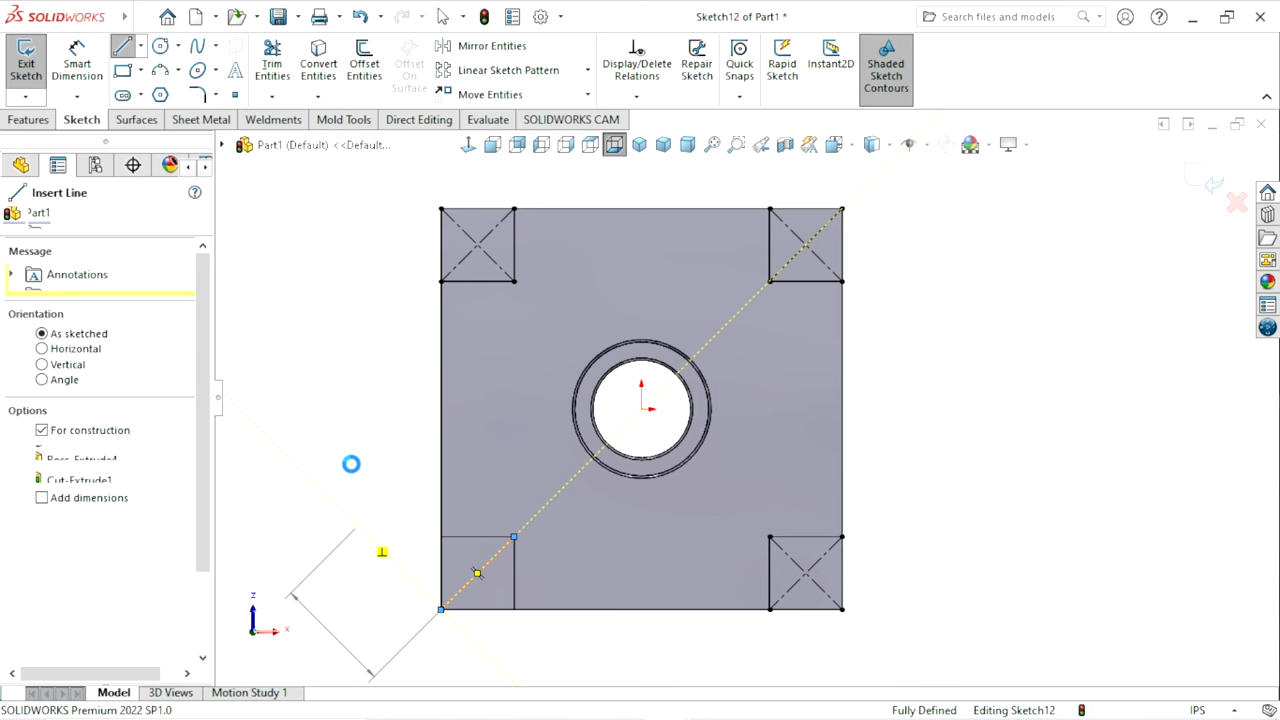 SOLIDWORKS
Sketch12 of Part1 *
Search files and models
Exit Sketch
Smart Dimension
Trim Entities
Convert Entities
Offset Entities
Offset On Surface
Mirror Entities
Linear Sketch Pattern
Move Entities
Display/Delete Relations
Repair Sketch
Quick Snaps
Rapid Sketch
Instant2D
Shaded Sketch Contours
Features
Sketch
Surfaces
Sheet Metal
Weldments
Mold Tools
Direct Editing
Evaluate
SOLIDWORKS CAM
Part1 (Default) <<Default...
Insert Line
Part1
Message
Annotations
Orientation
As sketched
Horizontal
Vertical
Angle
Options
For construction
Boss-Extrude4
Cut-Extrude1
Add dimensions
z
x
Model
3D Views
Motion Study 1
SOLIDWORKS Premium 2022 SP1.0
Fully Defined
Editing Sketch12
IPS